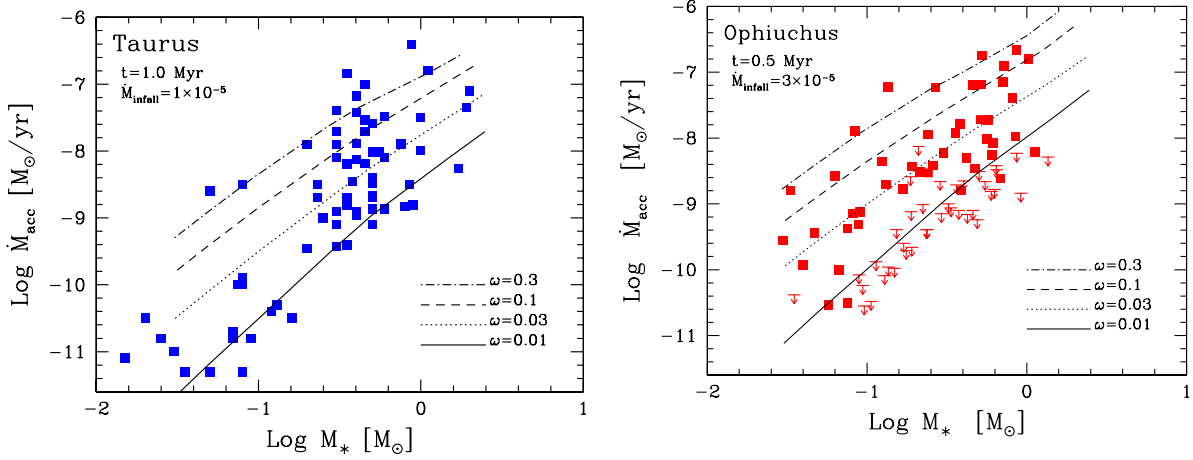 Taurus
t=1.0 Myr
Ṁinfall=1×10⁻⁵
ω=0.3
ω=0.1
ω=0.03
ω=0.01
−6
−7
−8
−9
−10
−11
−2
−1
0
1
Log Ṁacc [M⊙/yr]
Log M* [M⊙]
Ophiuchus
t=0.5 Myr
Ṁinfall=3×10⁻⁵
ω=0.3
ω=0.1
ω=0.03
ω=0.01
−6
−7
−8
−9
−10
−11
−2
−1
0
1
Log Ṁacc [M⊙/yr]
Log M* [M⊙]